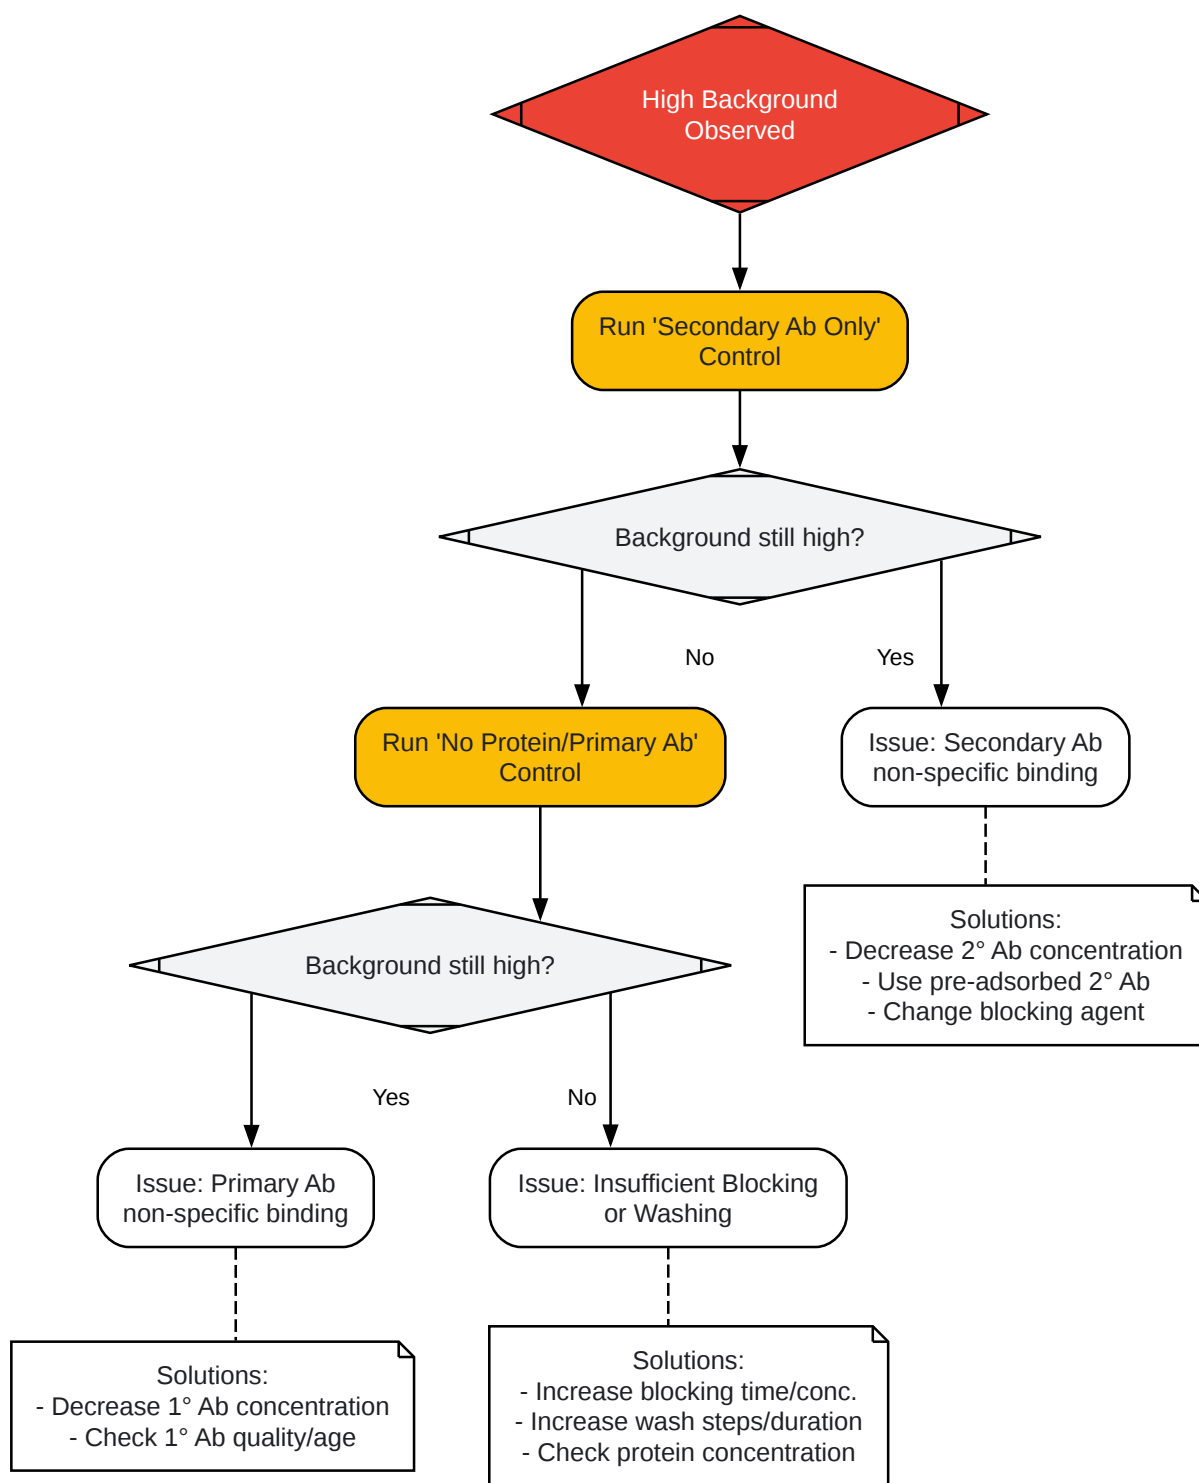 High Background
Observed
Run 'Secondary Ab Only'
Control
Background still high?
No
Yes
Run 'No Protein/Primary Ab'
Control
Issue: Secondary Ab
non-specific binding
Solutions:
- Decrease 2° Ab concentration
- Use pre-adsorbed 2° Ab
- Change blocking agent
Background still high?
Yes
No
Issue: Primary Ab
non-specific binding
Issue: Insufficient Blocking
or Washing
Solutions:
- Decrease 1° Ab concentration
- Check 1° Ab quality/age
Solutions:
- Increase blocking time/conc.
- Increase wash steps/duration
- Check protein concentration